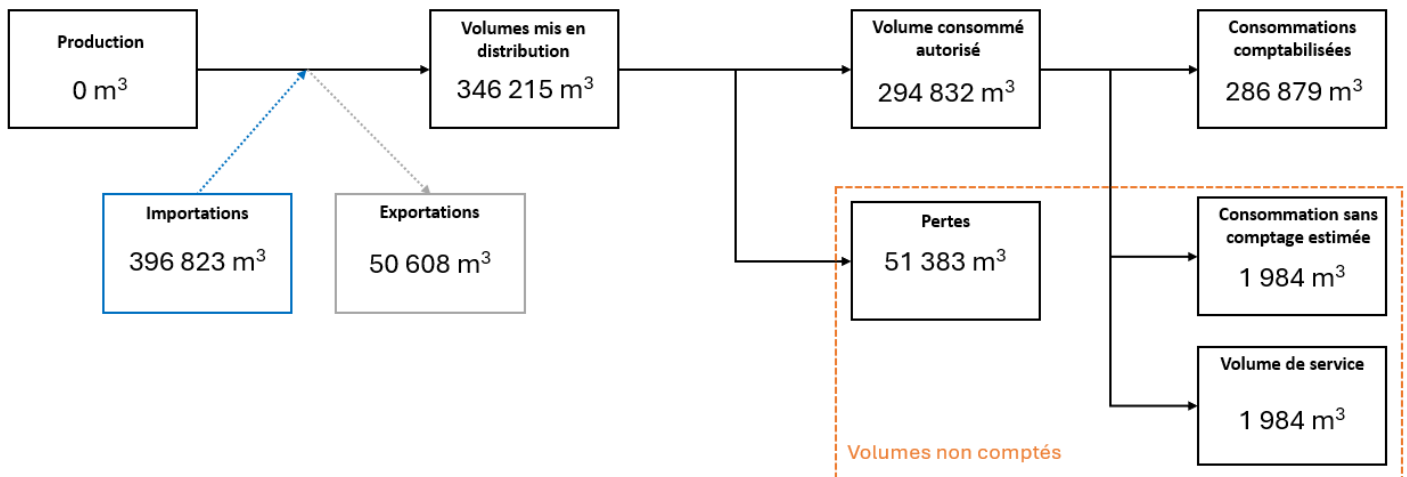 Production
0 m³
Volumes mis en
distribution
346 215 m³
Volume consommé
autorisé
294 832 m³
Consommations
comptabilisées
286 879 m³
Importations
396 823 m³
Exportations
50 608 m³
Pertes
51 383 m³
Consommation sans
comptage estimée
1 984 m³
Volume de service
1 984 m³
Volumes non comptés